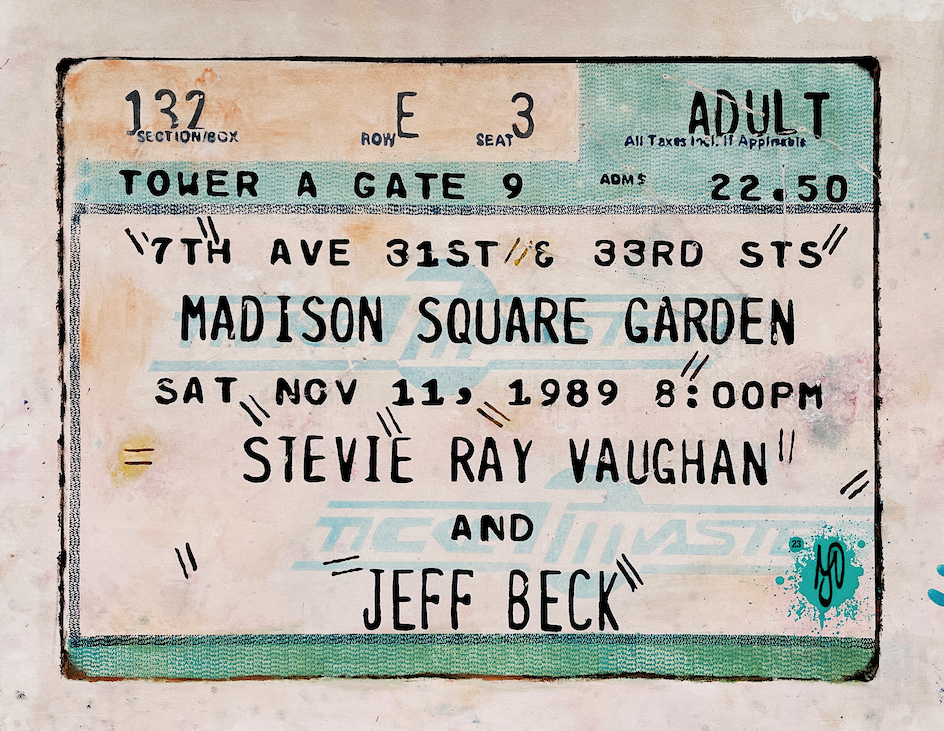 132 E 3 ADULT
SECTION/BOX ROW SEAT All Taxes Incl. If Applicable
TOWER A GATE 9 ADM$ 22.50
"7TH AVE 31ST // & 33RD STS"
MADISON SQUARE GARDEN
SAT NOV 11, 1989 8:00PM
"STEVIE RAY VAUGHAN"
AND
TICKETMASTER
"JEFF BECK"
23